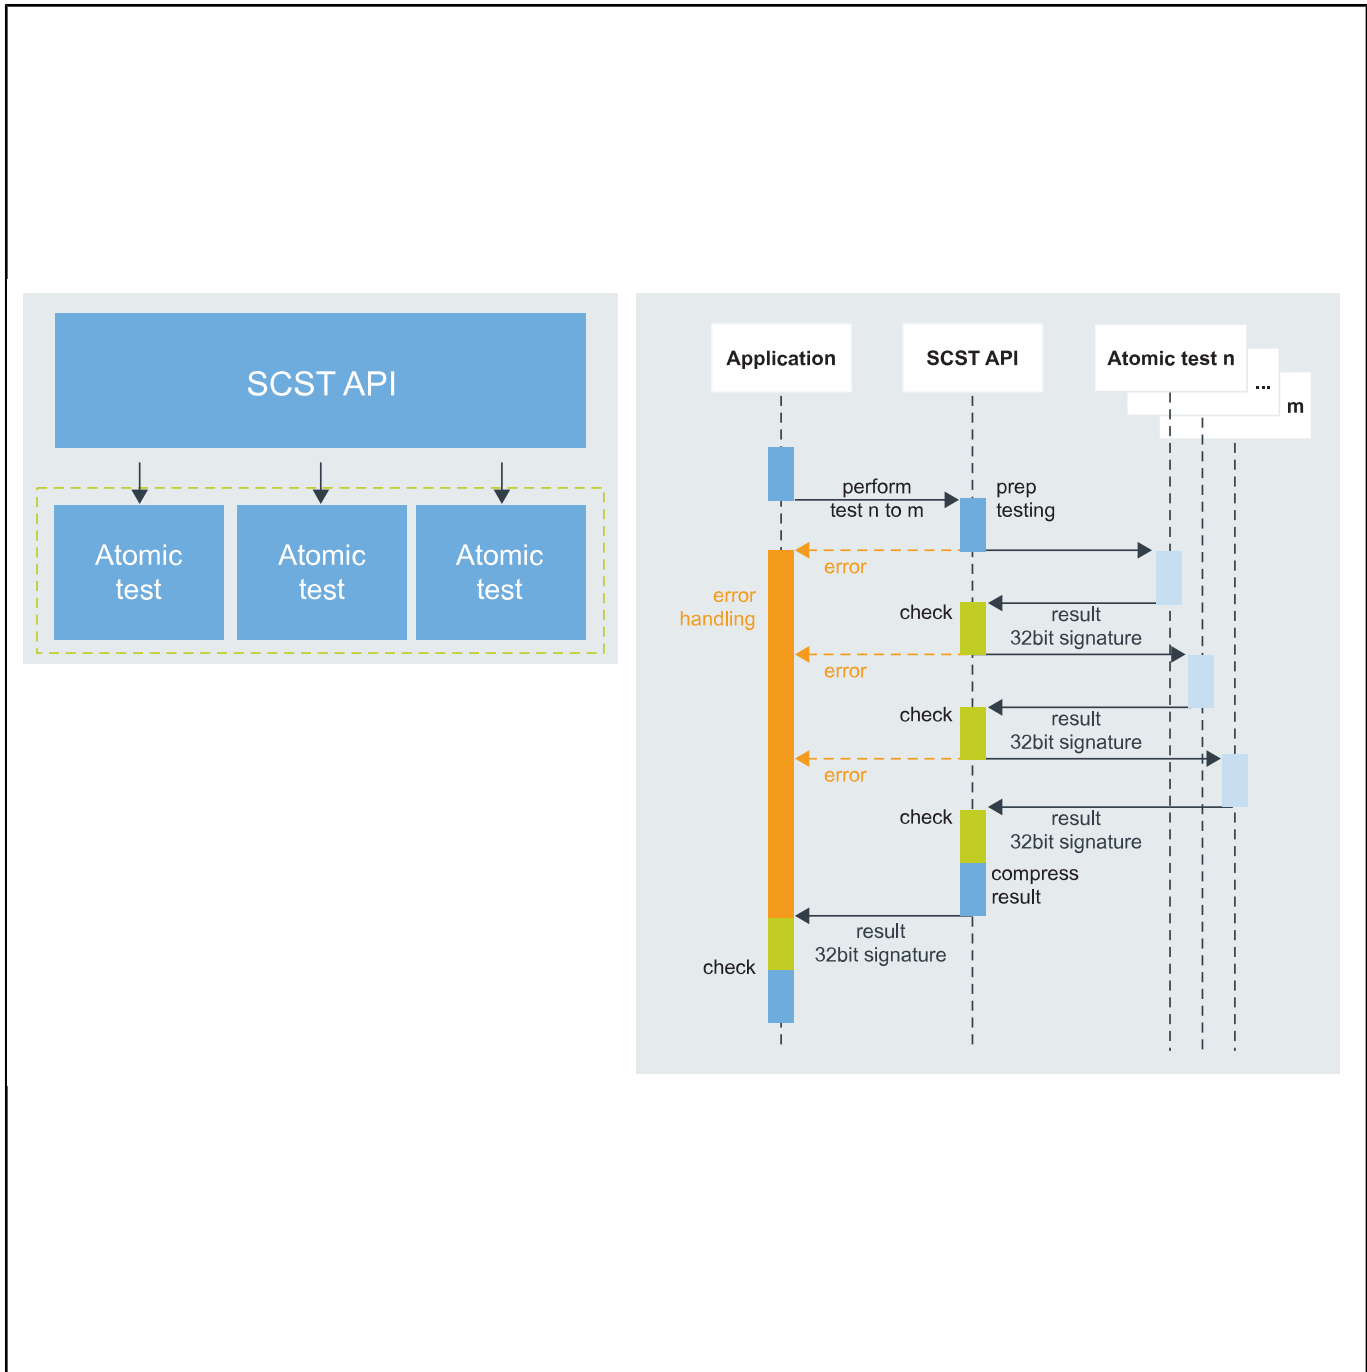 SCST API
Atomic
test
Atomic
test
Atomic
test
Application
SCST API
Atomic test n
...
m
perform
test n to m
prep
testing
error
error
handling
check
result
32bit signature
error
check
result
32bit signature
error
check
result
32bit signature
compress
result
result
32bit signature
check